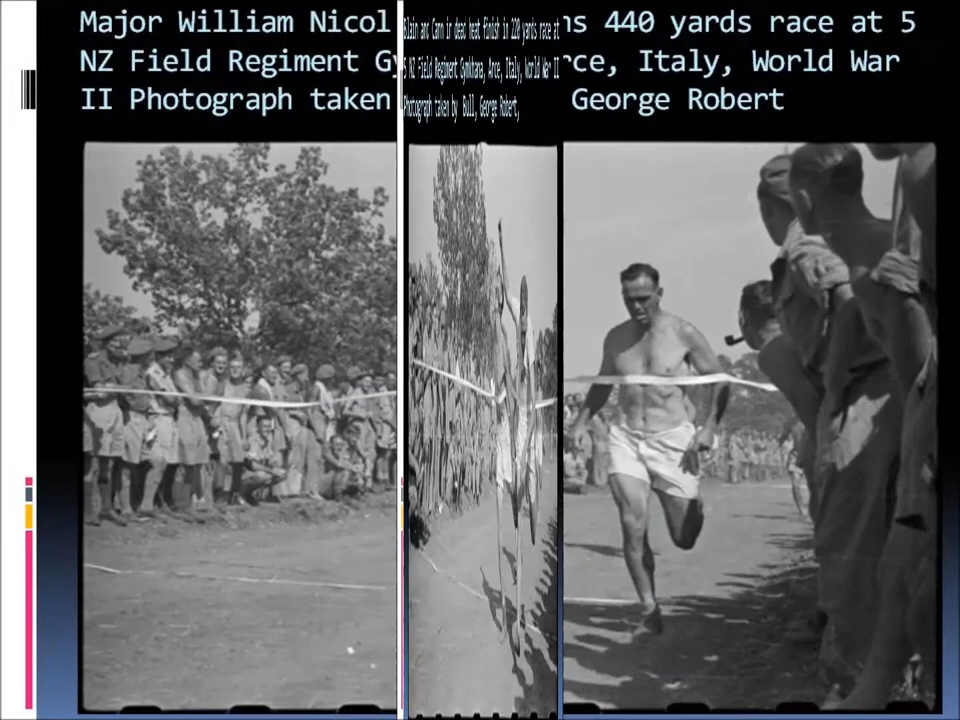 Major William Nicol ns 440 yards race at 5
NZ Field Regiment Gy rce, Italy, World War
II Photograph taken George Robert
Blain and Cann in dead heat finish in 220 yards race at
5 NZ Field Regiment Gymkhana, Arce, Italy, World War II
Photograph taken by Bull, George Robert,